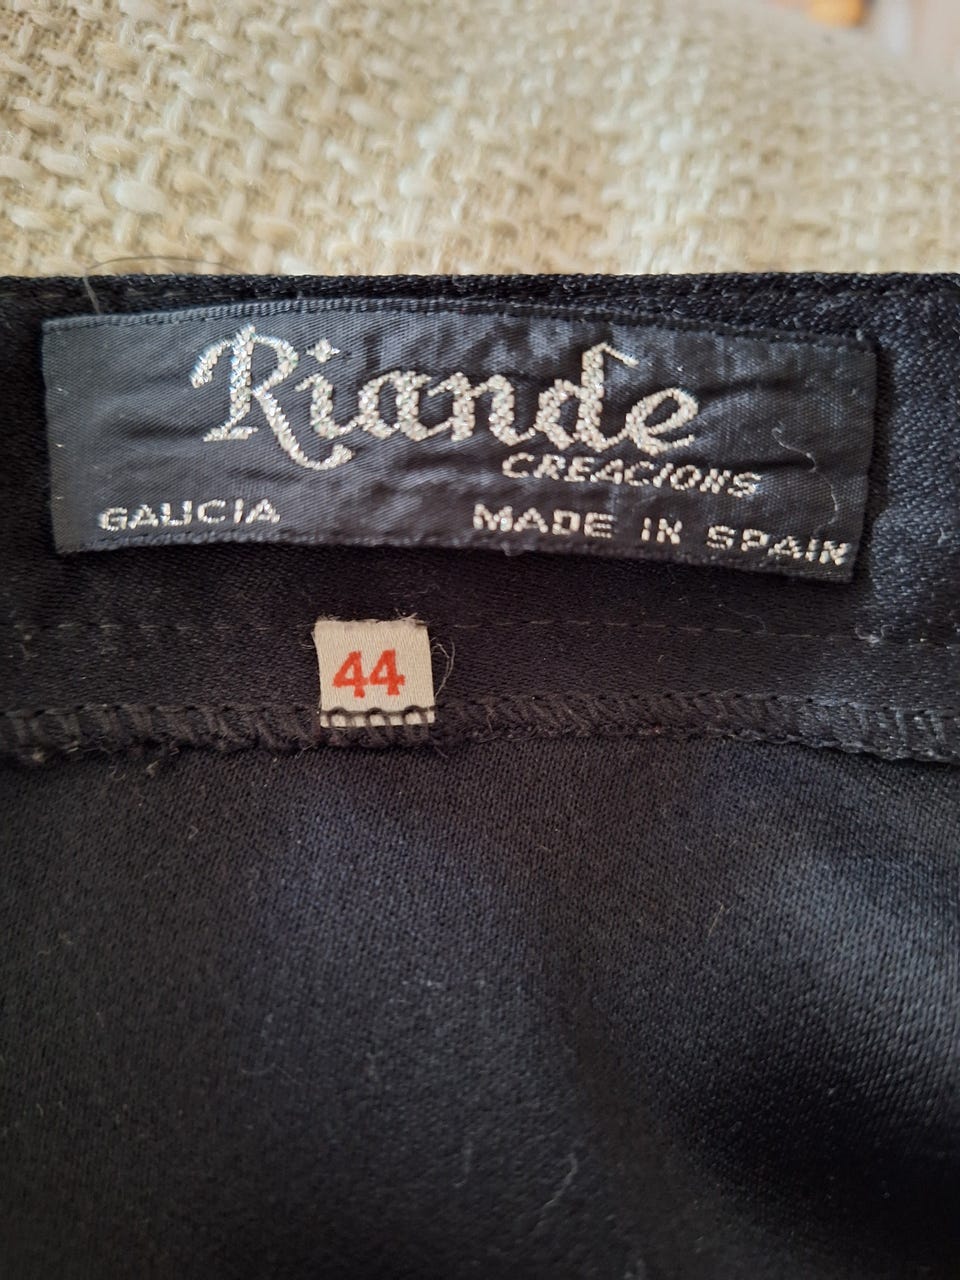 Riande
CREACIONS
GALICIA MADE IN SPAIN
44